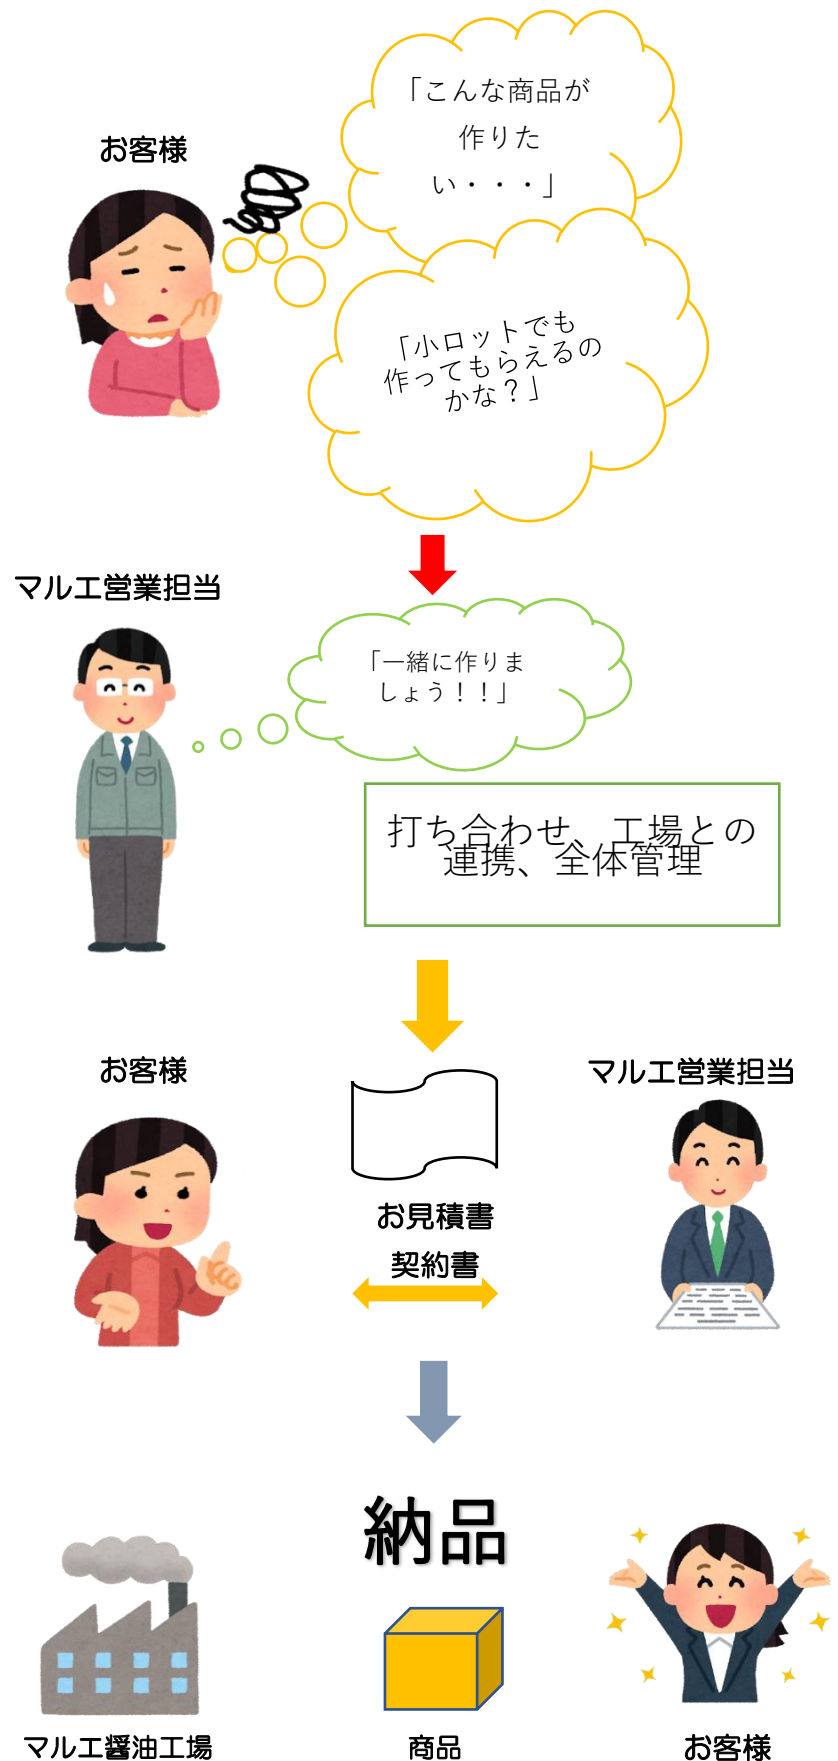 「こんな商品が
作りた
い・・・」
お客様
「小ロットでも
作ってもらえるの
かな？」
マルエ営業担当
「一緒に作りま
しょう！！」
打ち合わせ、工場との
連携、全体管理
お客様
マルエ営業担当
お見積書
契約書
納品
マルエ醤油工場
商品
お客様